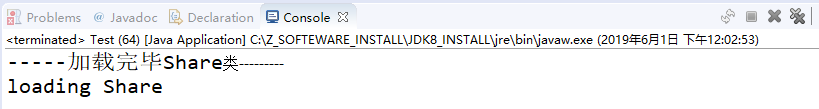 Problems @ Javadoc Declaration Console
<terminated> Test (64) [Java Application] C:\Z_SOFTEWARE_INSTALL\JDK8_INSTALL\jre\bin\javaw.exe (2019年6月1日 下午12:02:53)
-----加载完毕Share类---------
loading Share